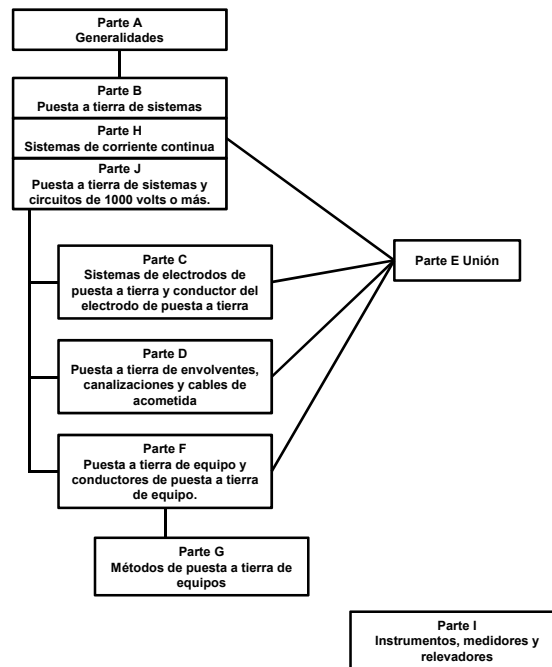 Parte A
Generalidades
Parte B
Puesta a tierra de sistemas
Parte H
Sistemas de corriente continua
Parte J
Puesta a tierra de sistemas y
circuitos de 1000 volts o más.
Parte C
Sistemas de electrodos de
puesta a tierra y conductor del
electrodo de puesta a tierra
Parte E Unión
Parte D
Puesta a tierra de envolventes,
canalizaciones y cables de
acometida
Parte F
Puesta a tierra de equipo y
conductores de puesta a tierra
de equipo.
Parte G
Métodos de puesta a tierra de
equipos
Parte I
Instrumentos, medidores y
relevadores